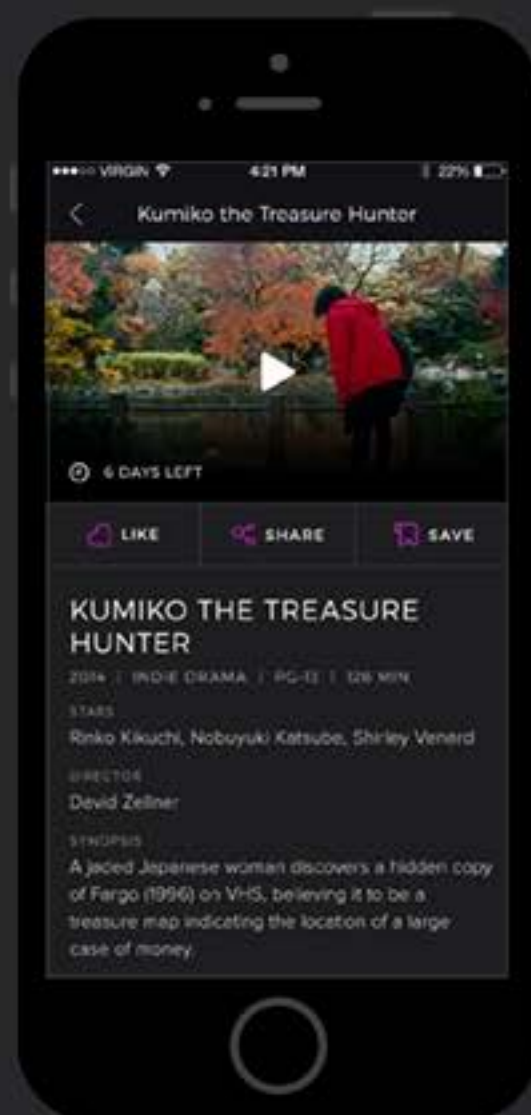 VIRGIN 4:21 PM 22%
Kumiko the Treasure Hunter
6 DAYS LEFT
LIKE SHARE SAVE
KUMIKO THE TREASURE
HUNTER
2014 | INDIE DRAMA | PG-13 | 126 MIN
STARS
Rinko Kikuchi, Nobuyuki Katsube, Shirley Venard
DIRECTOR
David Zellner
SYNOPSIS
A jaded Japanese woman discovers a hidden copy
of Fargo (1996) on VHS, believing it to be a
treasure map indicating the location of a large
case of money.